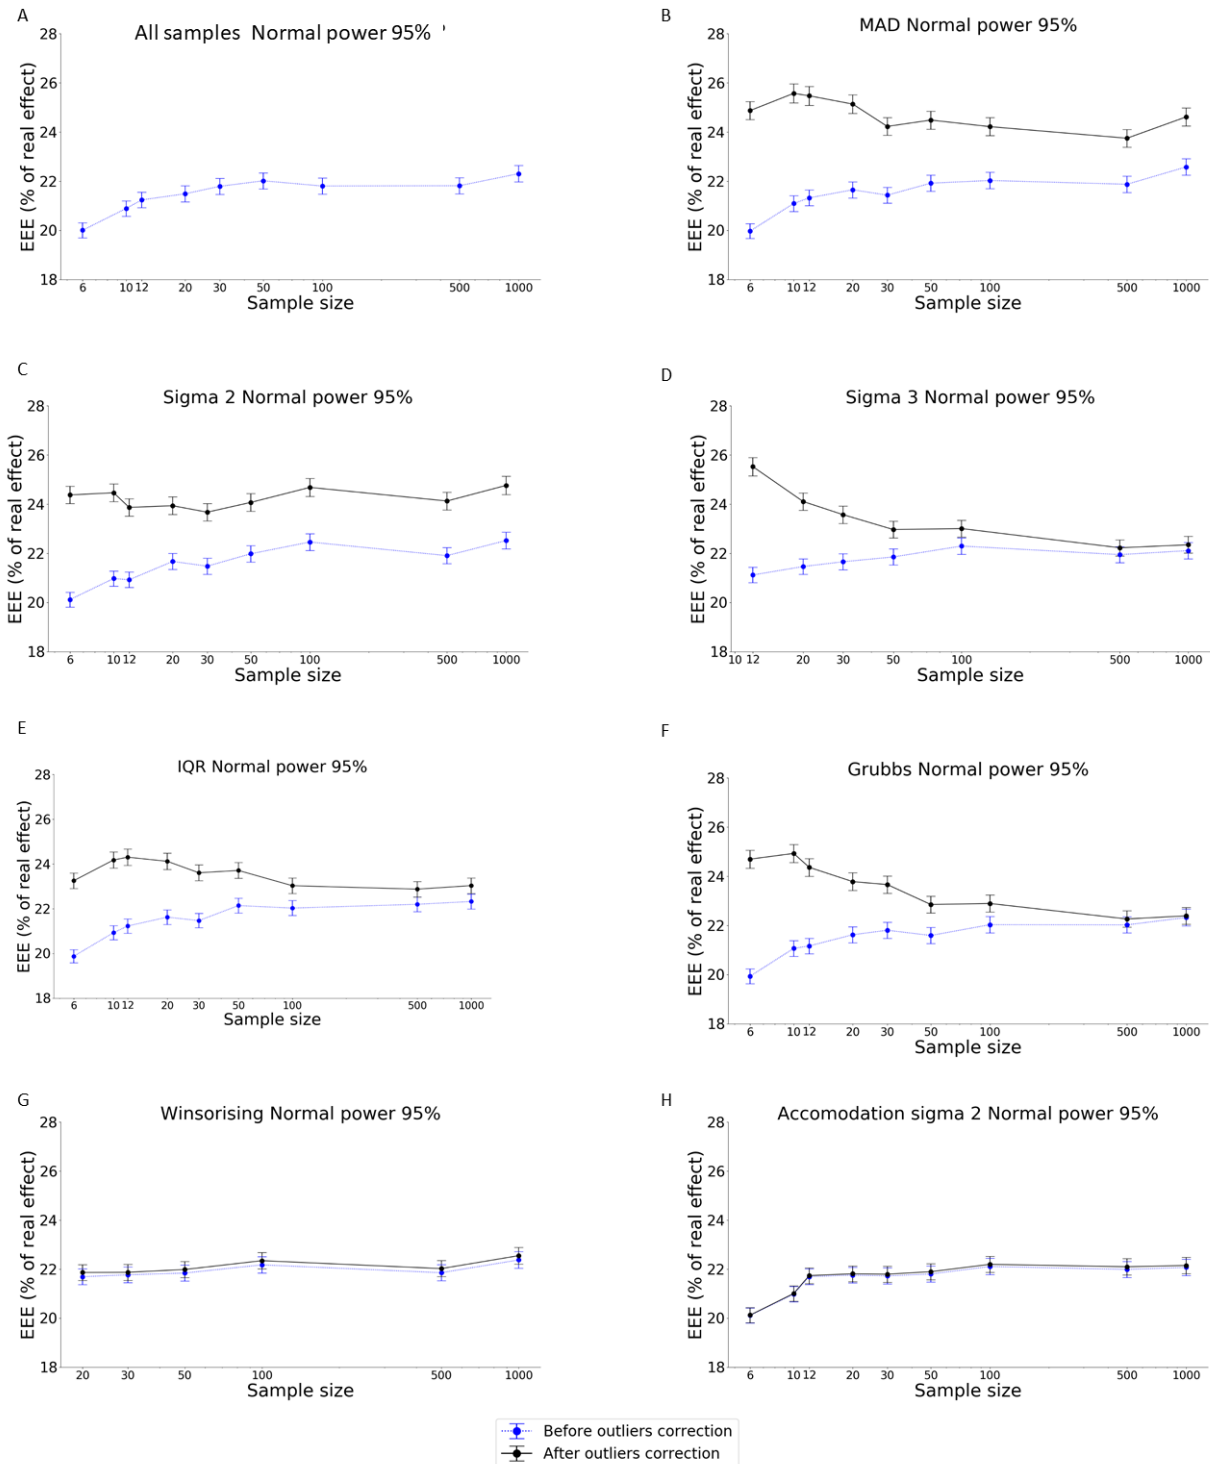 A
All samples Normal power 95% '
28
26
24
22
20
18
EEE (% of real effect)
6 10 12 20 30 50 100 500 1000
Sample size
B
MAD Normal power 95%
28
26
24
22
20
18
EEE (% of real effect)
6 10 12 20 30 50 100 500 1000
Sample size
C
Sigma 2 Normal power 95%
28
26
24
22
20
18
EEE (% of real effect)
6 10 12 20 30 50 100 500 1000
Sample size
D
Sigma 3 Normal power 95%
28
26
24
22
20
18
EEE (% of real effect)
10 12 20 30 50 100 500 1000
Sample size
E
IQR Normal power 95%
28
26
24
22
20
18
EEE (% of real effect)
6 10 12 20 30 50 100 500 1000
Sample size
F
Grubbs Normal power 95%
28
26
24
22
20
18
EEE (% of real effect)
6 10 12 20 30 50 100 500 1000
Sample size
G
Winsorising Normal power 95%
28
26
24
22
20
18
EEE (% of real effect)
20 30 50 100 500 1000
Sample size
H
Accomodation sigma 2 Normal power 95%
28
26
24
22
20
18
EEE (% of real effect)
6 10 12 20 30 50 100 500 1000
Sample size
Before outliers correction
After outliers correction